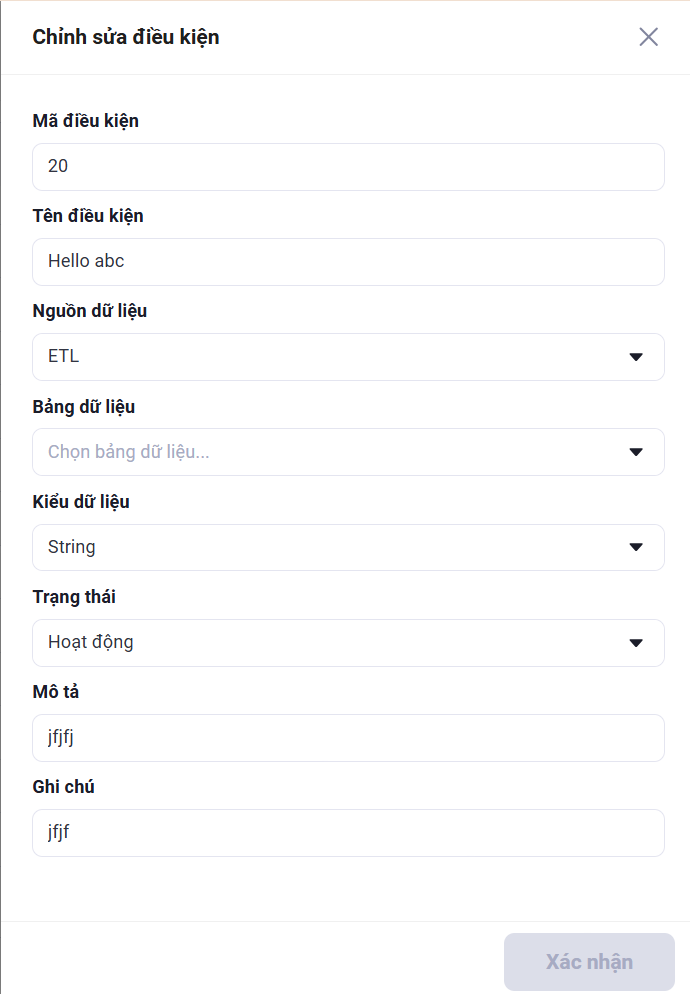 Chỉnh sửa điều kiện
Mã điều kiện
20
Tên điều kiện
Hello abc
Nguồn dữ liệu
ETL
Bảng dữ liệu
Chọn bảng dữ liệu...
Kiểu dữ liệu
String
Trạng thái
Hoạt động
Mô tả
jfjfj
Ghi chú
jfjf
Xác nhận